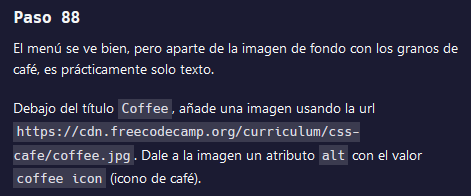 Paso 88
El menú se ve bien, pero aparte de la imagen de fondo con los granos de
café, es prácticamente solo texto.
Debajo del título Coffee, añade una imagen usando la url
https://cdn.freecodecamp.org/curriculum/css-
cafe/coffee.jpg. Dale a la imagen un atributo alt con el valor
coffee icon (icono de café).